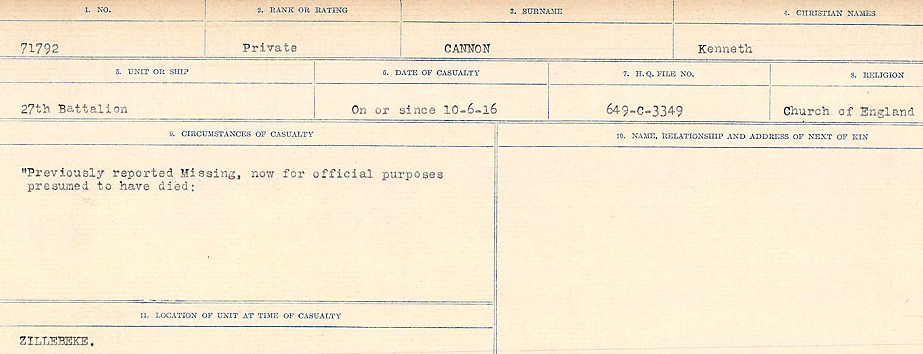 1. NO.
2. RANK OR RATING
3. SURNAME
4. CHRISTIAN NAMES
71792
Private
CANNON
Kenneth
5. UNIT OR SHIP
6. DATE OF CASUALTY
7. H.Q. FILE NO.
8. RELIGION
27th Battalion
On or since 10-6-16
649-C-3349
Church of England
9. CIRCUMSTANCES OF CASUALTY
"Previously reported Missing, now for official purposes
presumed to have died;
10. NAME, RELATIONSHIP AND ADDRESS OF NEXT OF KIN
11. LOCATION OF UNIT AT TIME OF CASUALTY
ZILLEBEKE.